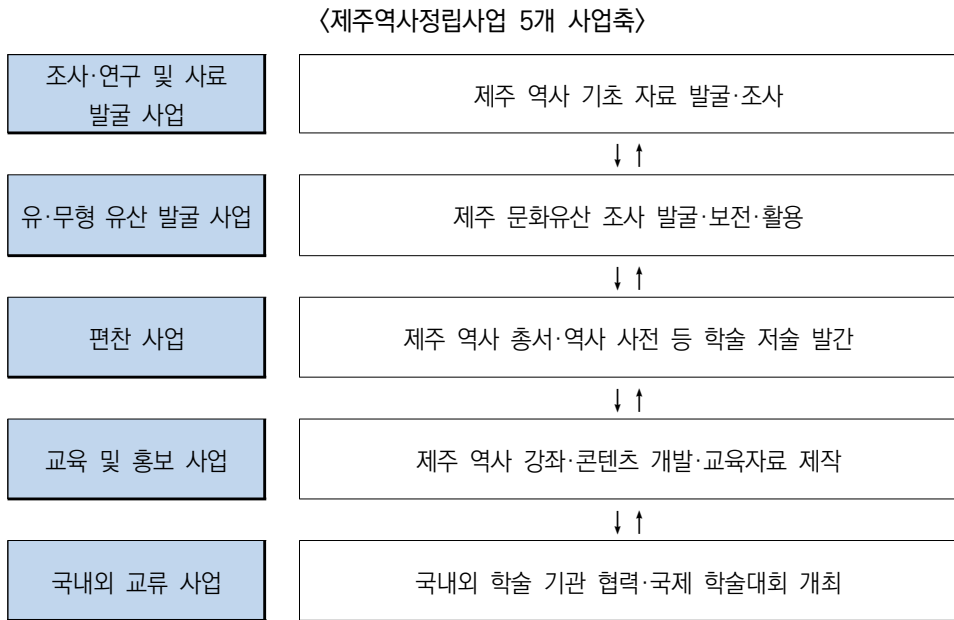 〈제주역사정립사업 5개 사업축〉
조사·연구 및 사료
발굴 사업
제주 역사 기초 자료 발굴·조사
↓ ↑
유·무형 유산 발굴 사업
제주 문화유산 조사 발굴·보전·활용
↓ ↑
편찬 사업
제주 역사 총서·역사 사전 등 학술 저술 발간
↓ ↑
교육 및 홍보 사업
제주 역사 강좌·콘텐츠 개발·교육자료 제작
↓ ↑
국내외 교류 사업
국내외 학술 기관 협력·국제 학술대회 개최